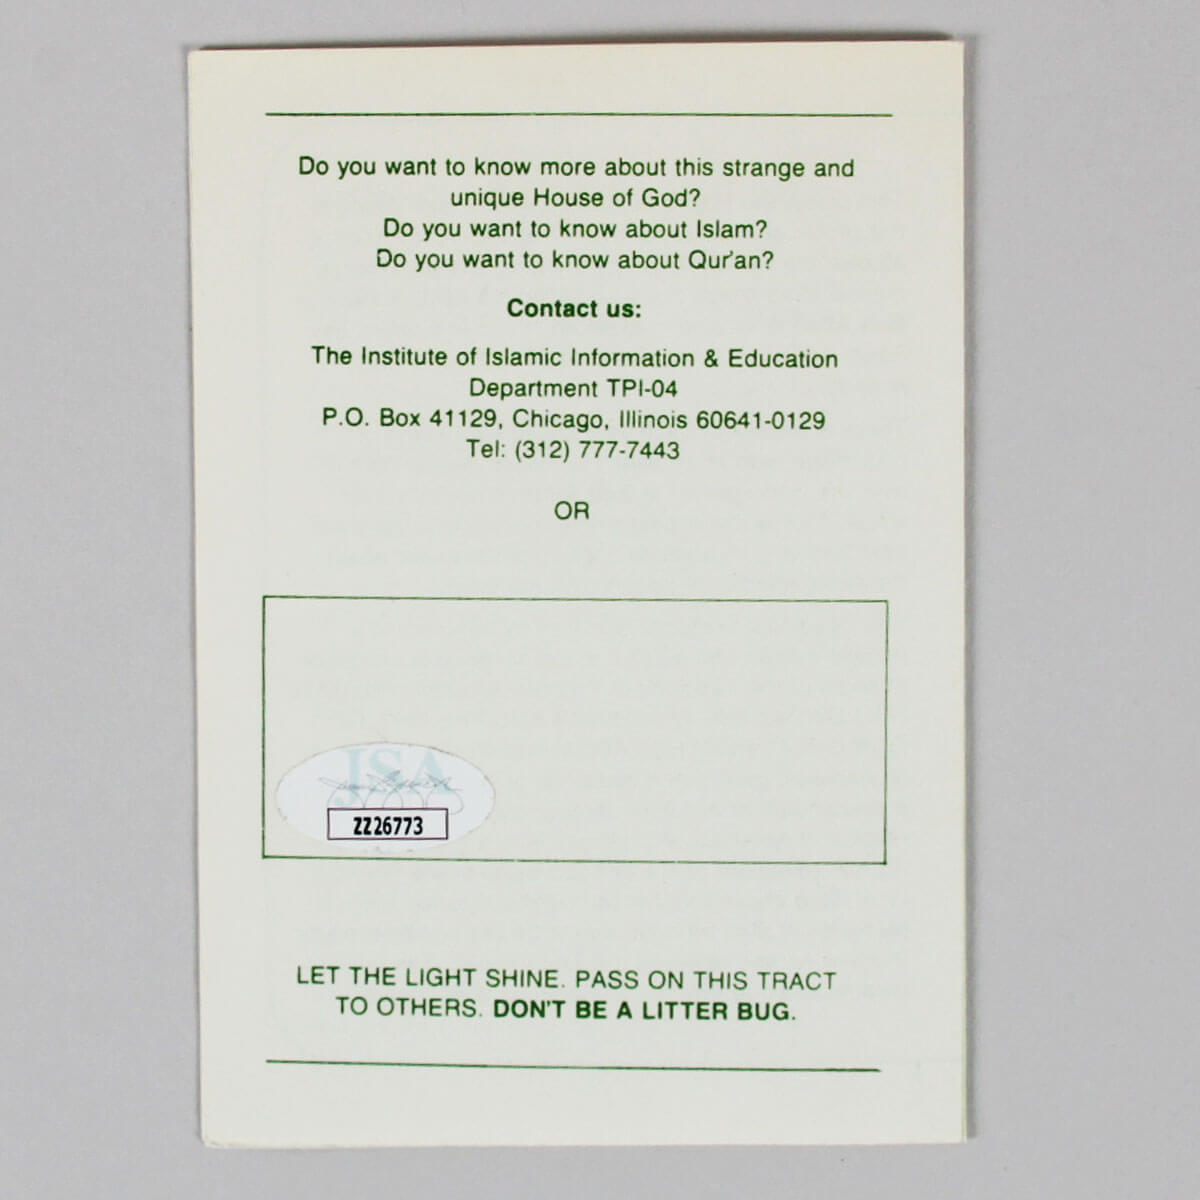 Do you want to know more about this strange and
unique House of God?
Do you want to know about Islam?
Do you want to know about Qur'an?
Contact us:
The Institute of Islamic Information & Education
Department TPI-04
P.O. Box 41129, Chicago, Illinois 60641-0129
Tel: (312) 777-7443
OR
JSA
ZZ26773
LET THE LIGHT SHINE. PASS ON THIS TRACT
TO OTHERS. DON'T BE A LITTER BUG.